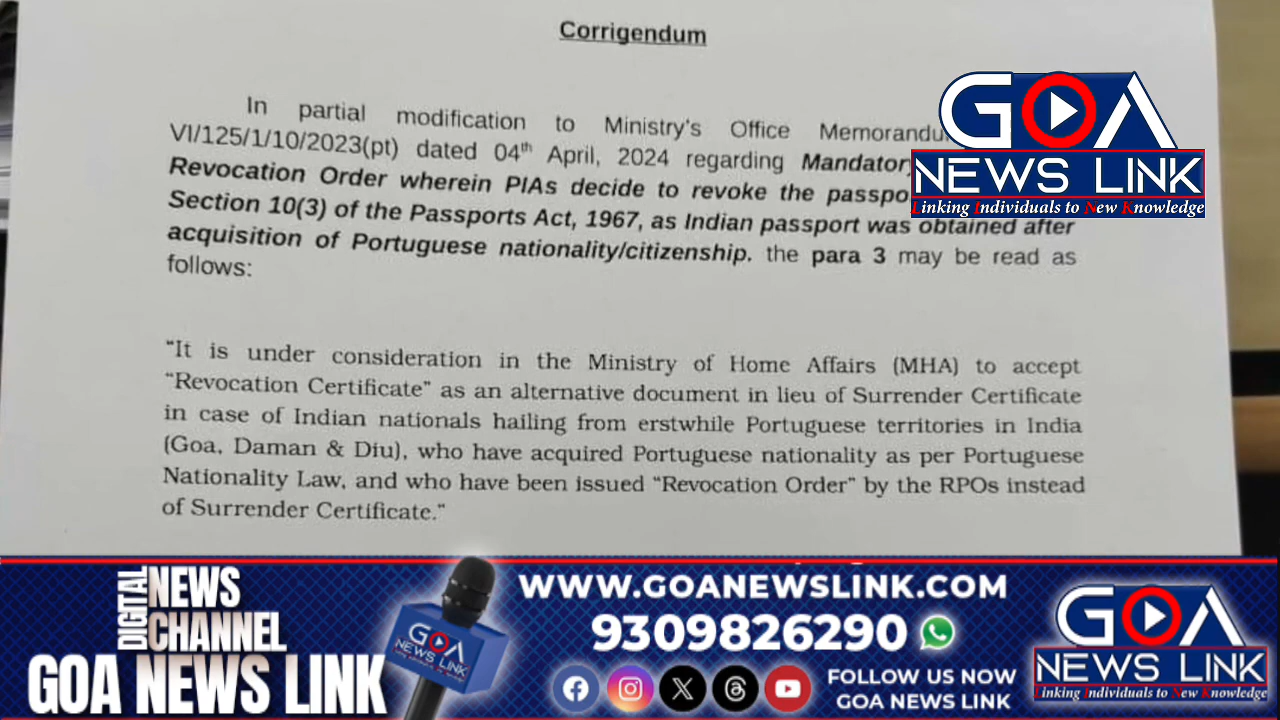 Corrigendum
In partial modification to Ministry's Office
VI/125/1/10/2023(pt) dated 04th April, 2024 regarding Mandatory
Revocation Order wherein PIAs decide to revoke the
Section 10(3) of the Passports Act, 1967, as Indian passport was obtained after
acquisition of Portuguese nationality/citizenship. the para 3 may be read as
follows:
"It is under consideration in the Ministry of Home Affairs (MHA) to accept
"Revocation Certificate" as an alternative document in lieu of Surrender Certificate
in case of Indian nationals hailing from erstwhile Portuguese territories in India
(Goa, Daman & Diu), who have acquired Portuguese nationality as per Portuguese
Nationality Law, and who have been issued "Revocation Order" by the RPOs instead
of Surrender Certificate."
GOA
NEWS LINK
Linking Individuals to New Knowledge
DIGITAL
NEWS
CHANNEL
GOA NEWS LINK
GOA
NEWS LINK
WWW.GOANEWSLINK.COM
9309826290
FOLLOW US NOW
GOA NEWS LINK
GOA
NEWS LINK
Linking Individuals to New Knowledge